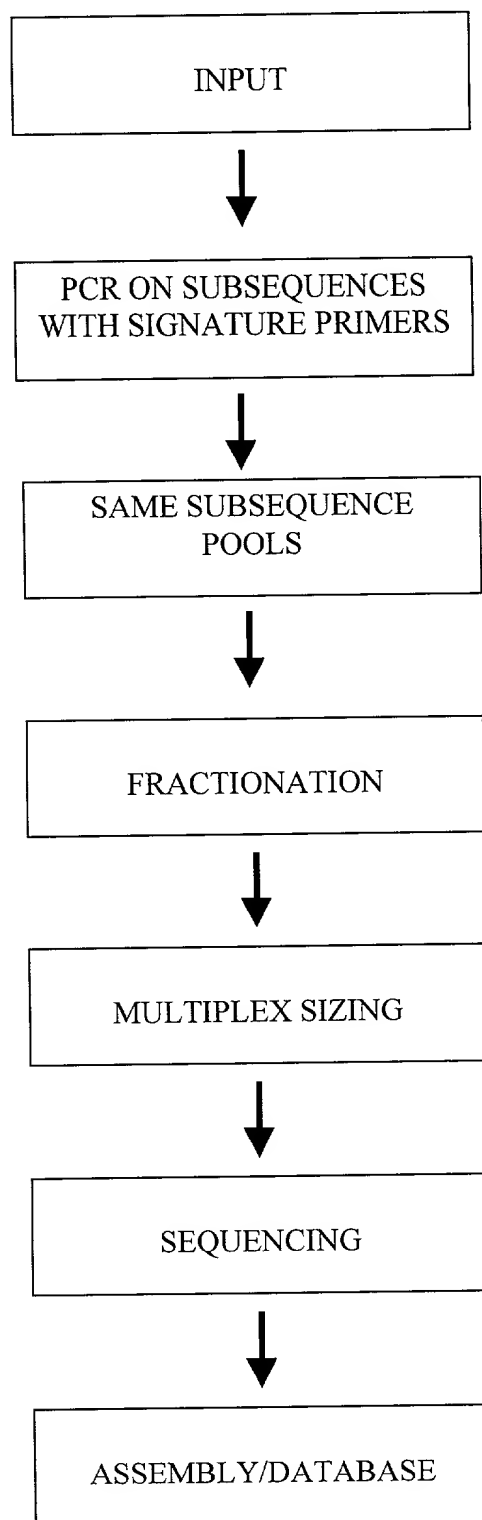 INPUT
PCR ON SUBSEQUENCES
WITH SIGNATURE PRIMERS
SAME SUBSEQUENCE
POOLS
FRACTIONATION
MULTIPLEX SIZING
SEQUENCING
ASSEMBLY/DATABASE